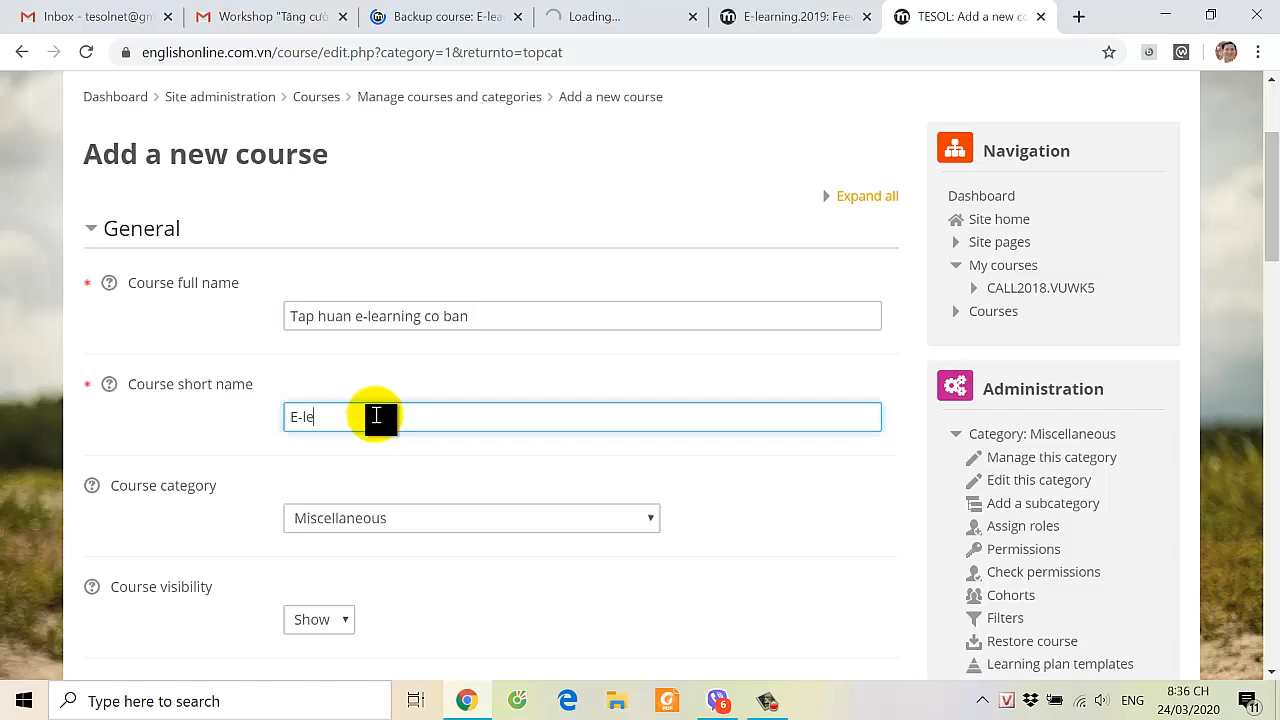 Inbox - tesolnet@gn
Workshop "Tăng cư
Backup course: E-lea
Loading...
E-learning.2019: Fee
TESOL: Add a new co
englishonline.com.vn/course/edit.php?category=1&returnto=topcat
Dashboard > Site administration > Courses > Manage courses and categories > Add a new course
Add a new course
Expand all
General
Course full name
Tap huan e-learning co ban
Course short name
E-le
Course category
Miscellaneous
Course visibility
Show
Navigation
Dashboard
Site home
Site pages
My courses
CALL2018.VUWK5
Courses
Administration
Category: Miscellaneous
Manage this category
Edit this category
Add a subcategory
Assign roles
Permissions
Check permissions
Cohorts
Filters
Restore course
Learning plan templates
Type here to search
6
ENG
8:36 CH
24/03/2020
11